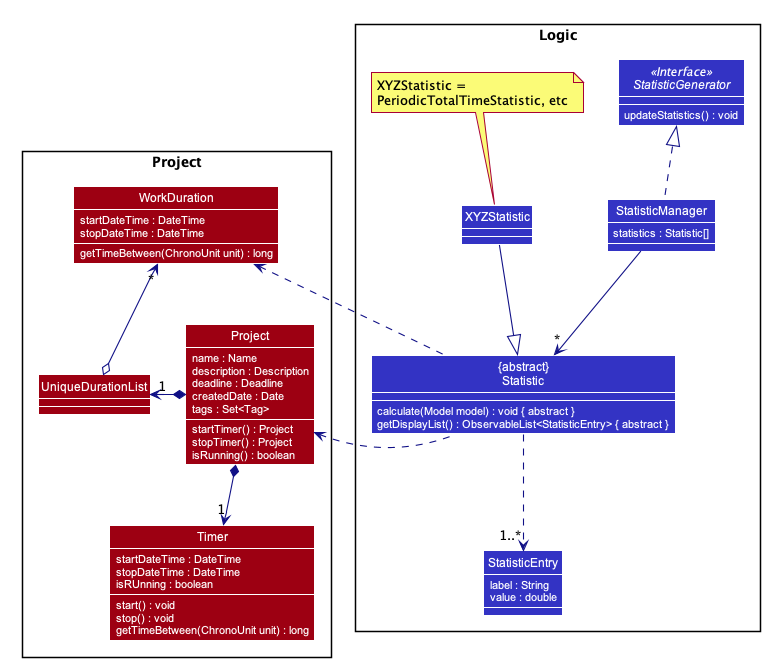 Logic
XYZStatistic =
PeriodicTotalTimeStatistic, etc
«Interface»
StatisticGenerator
updateStatistics() : void
Project
WorkDuration
startDateTime : DateTime
stopDateTime : DateTime
getTimeBetween(ChronoUnit unit) : long
XYZStatistic
StatisticManager
statistics : Statistic[]
*
*
Project
name : Name
description : Description
deadline : Deadline
createdDate : Date
tags : Set<Tag>
startTimer() : Project
stopTimer() : Project
isRunning() : boolean
UniqueDurationList
1
{abstract}
Statistic
calculate(Model model) : void { abstract }
getDisplayList() : ObservableList<StatisticEntry> { abstract }
1
1..*
Timer
startDateTime : DateTime
stopDateTime : DateTime
isRUnning : boolean
start() : void
stop() : void
getTimeBetween(ChronoUnit unit) : long
StatisticEntry
label : String
value : double